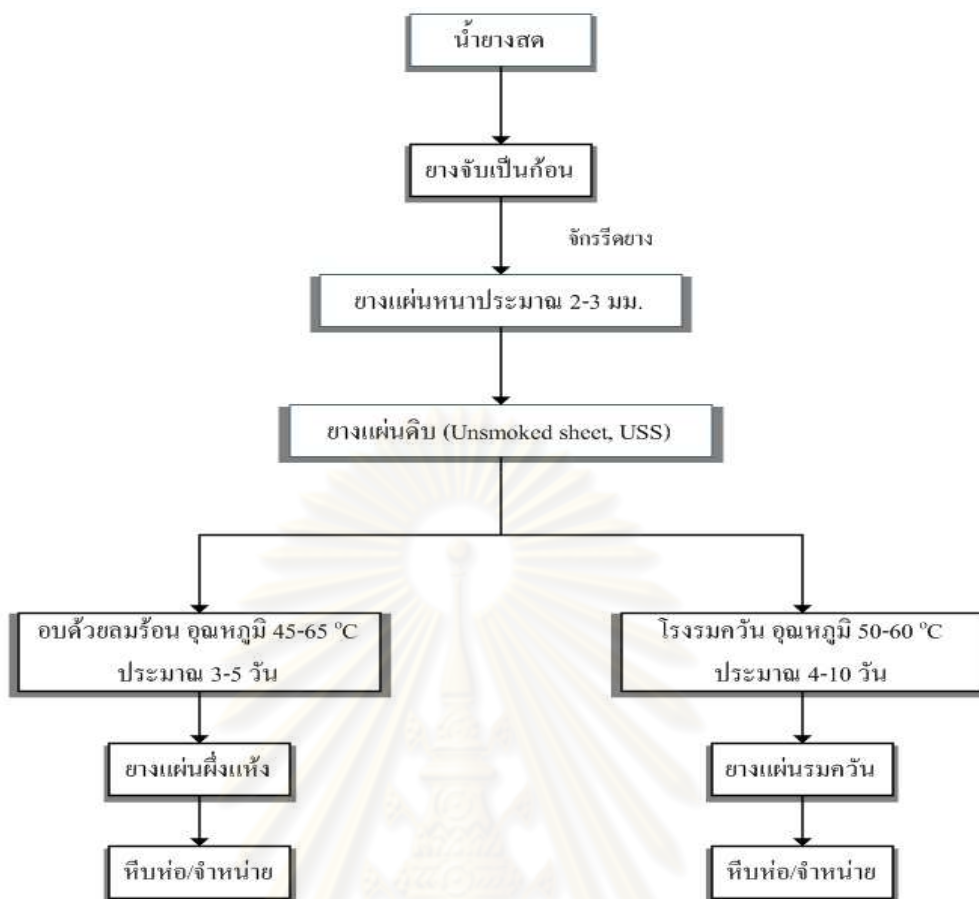 น้ำยางสด
ยางจับเป็นก้อน
จักรรีดยาง
ยางแผ่นหนาประมาณ 2-3 มม.
ยางแผ่นดิบ (Unsmoked sheet, USS)
อบด้วยลมร้อน อุณหภูมิ 45-65 °C
ประมาณ 3-5 วัน
โรงรมควัน อุณหภูมิ 50-60 °C
ประมาณ 4-10 วัน
ยางแผ่นผึ่งแห้ง
ยางแผ่นรมควัน
หีบห่อ/จำหน่าย
หีบห่อ/จำหน่าย